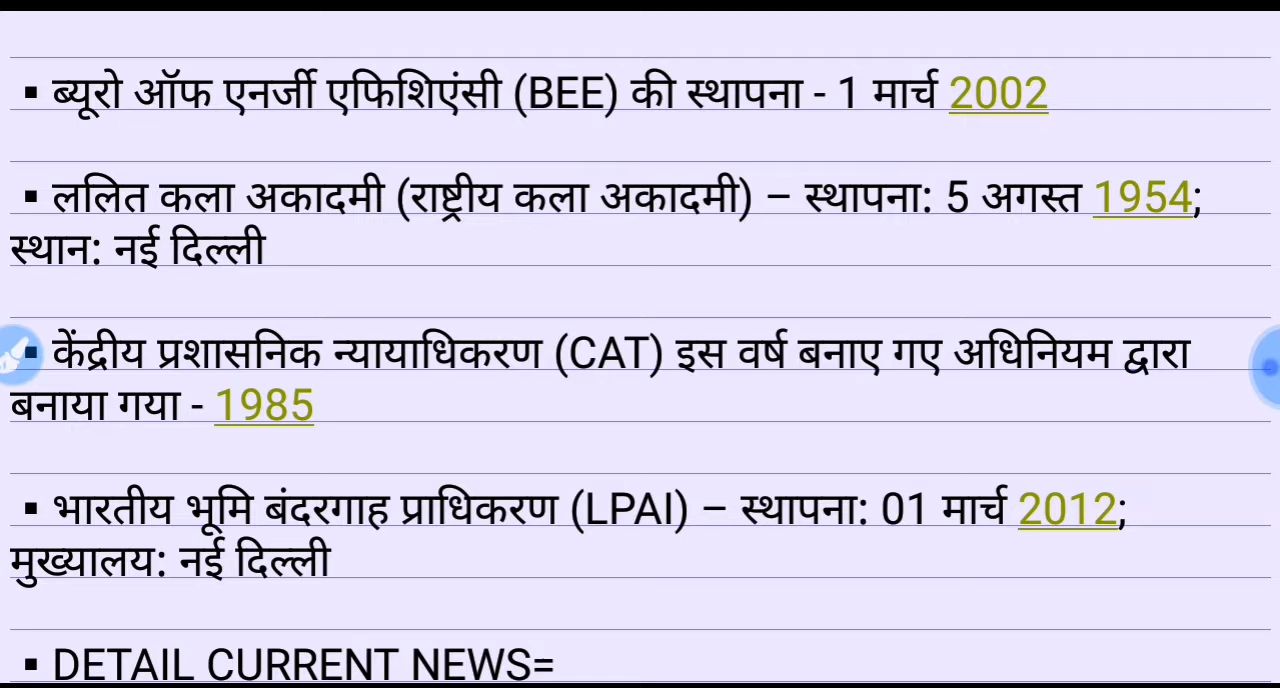 ▪ ब्यूरो ऑफ एनर्जी एफिशिएंसी (BEE) की स्थापना - 1 मार्च 2002
▪ ललित कला अकादमी (राष्ट्रीय कला अकादमी) – स्थापना: 5 अगस्त 1954;
स्थान: नई दिल्ली
▪ केंद्रीय प्रशासनिक न्यायाधिकरण (CAT) इस वर्ष बनाए गए अधिनियम द्वारा
बनाया गया - 1985
▪ भारतीय भूमि बंदरगाह प्राधिकरण (LPAI) – स्थापना: 01 मार्च 2012;
मुख्यालय: नई दिल्ली
▪ DETAIL CURRENT NEWS=